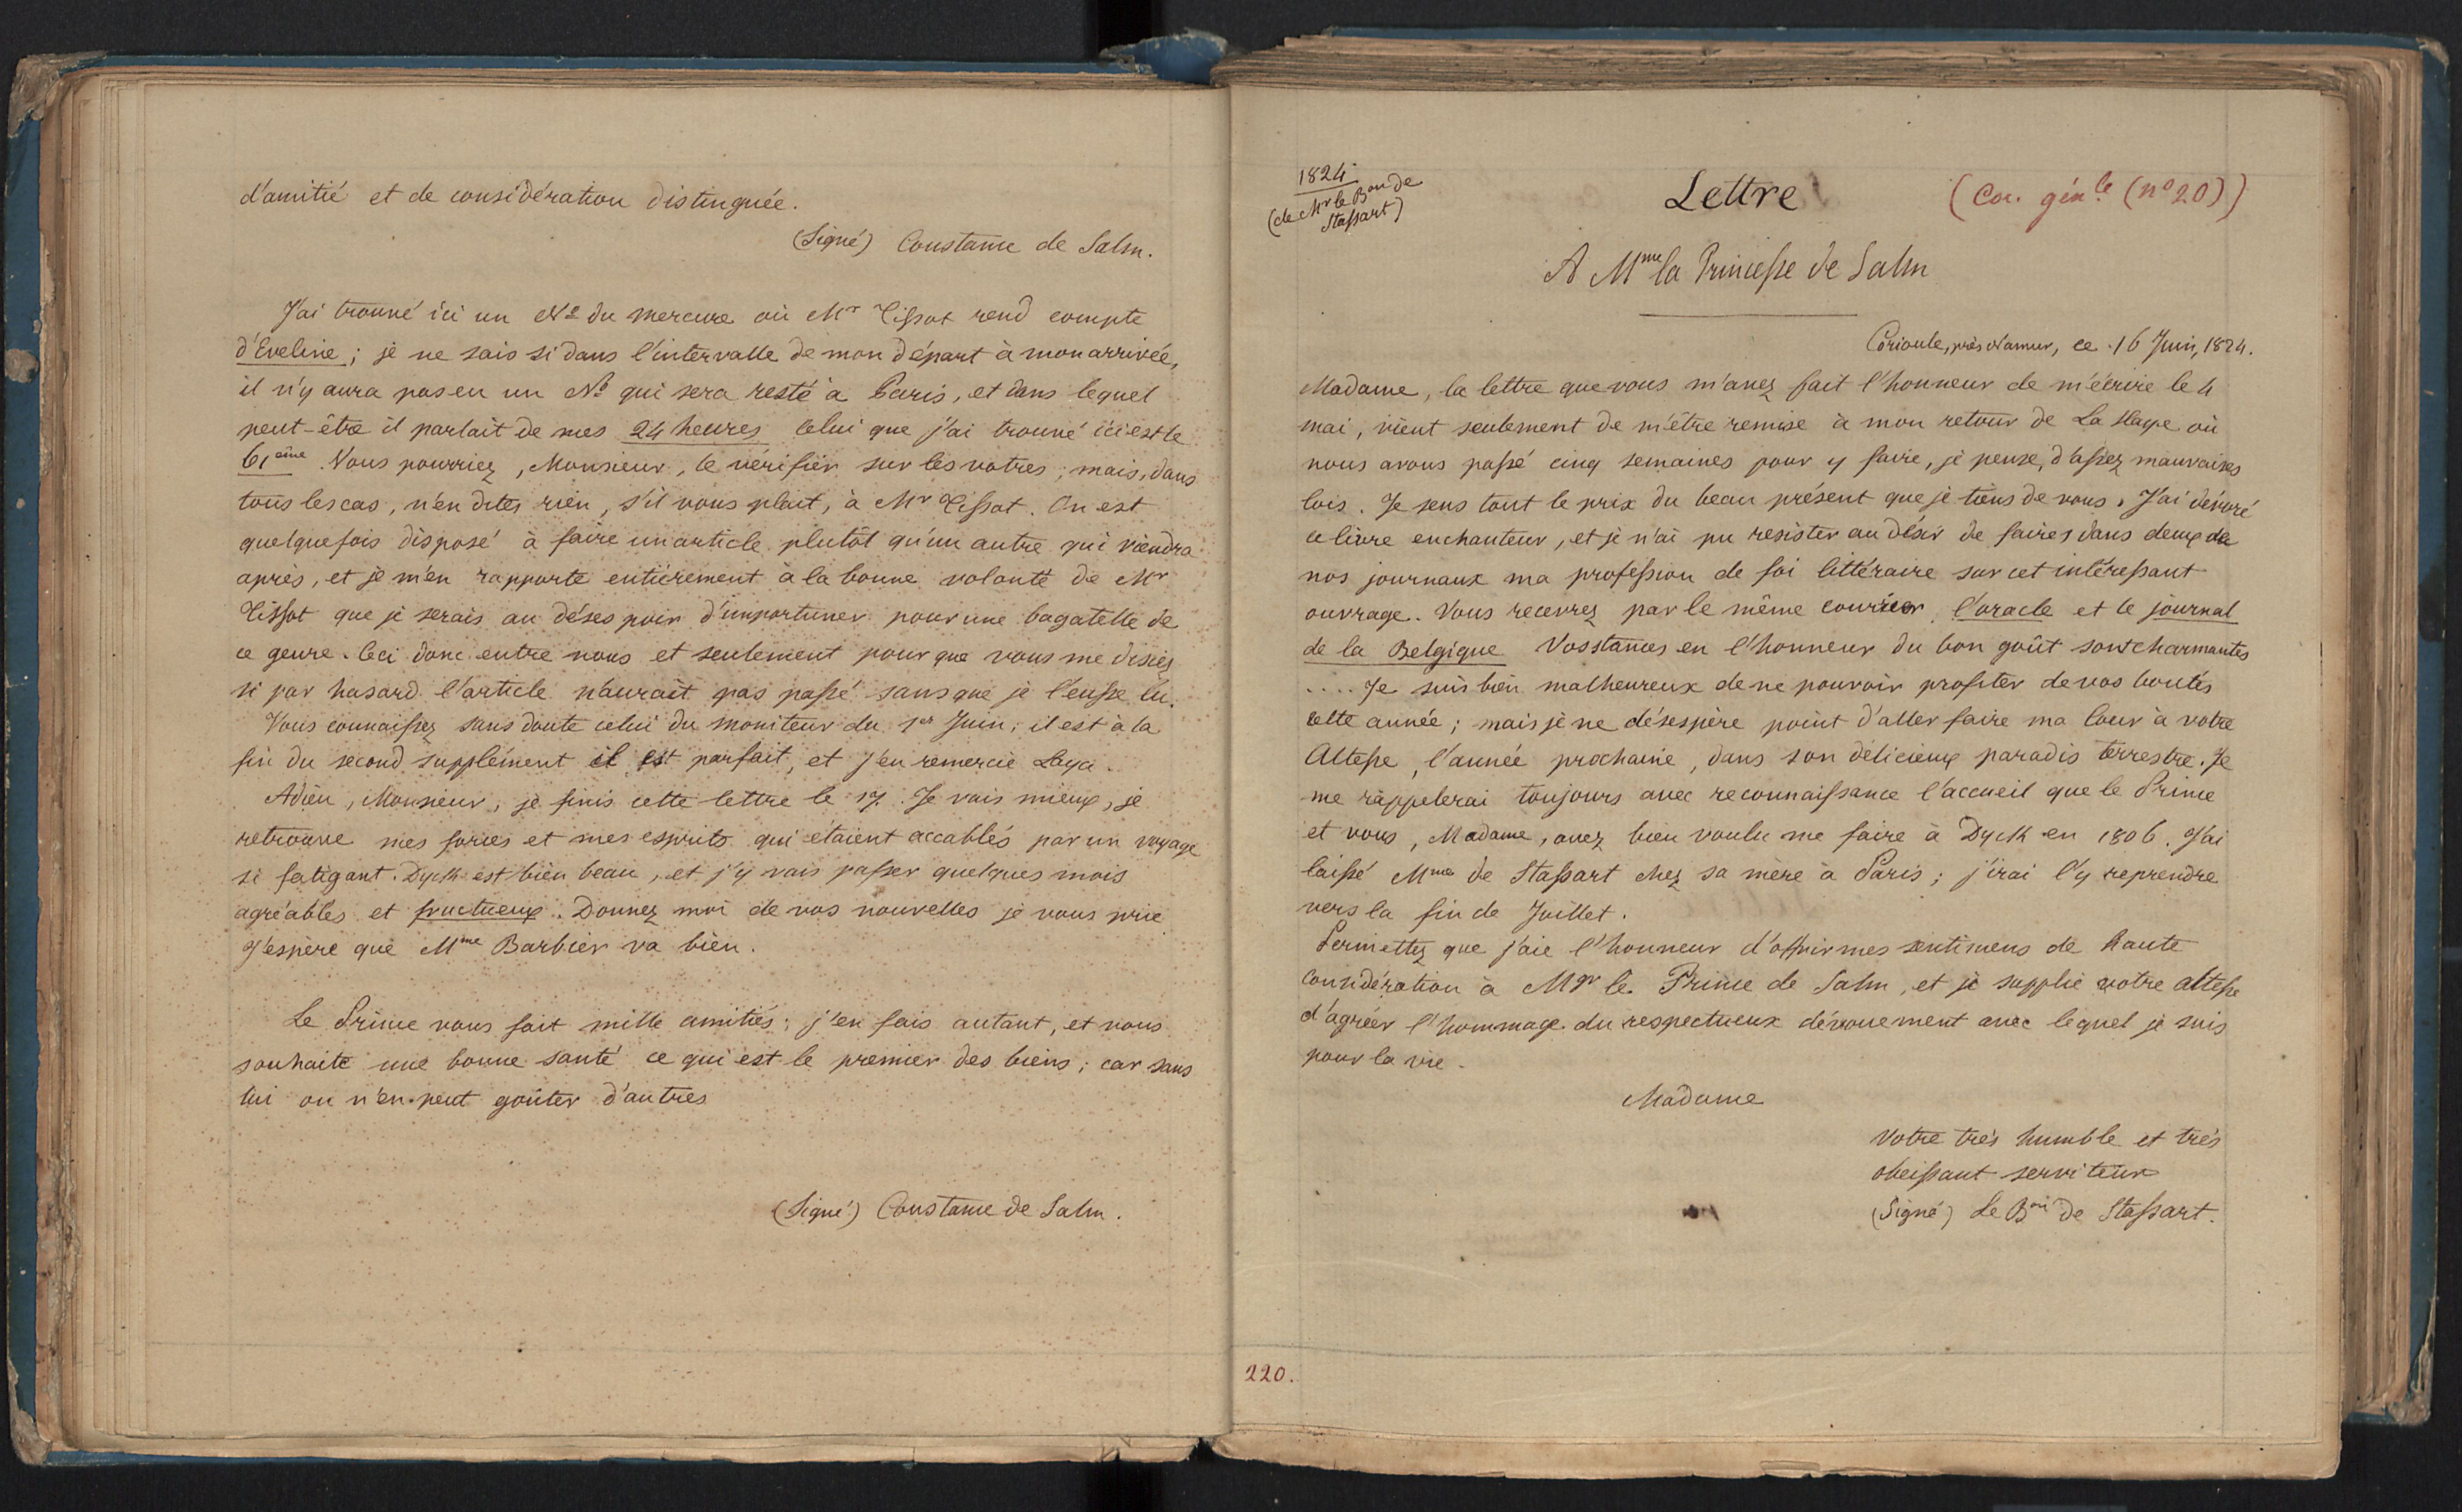 d'amitié et de considération distinguée.
(Signé) Constance de Salm.
J'ai trouvé ici un No du mercure où Mr Tissot rend compte
d'Eveline; je ne sais si dans l'intervalle de mon départ à mon arrivée,
il n'y aura pas eu un No qui sera resté à Paris, et dans lequel
peut-être il parlait de mes 24 heures celui que j'ai trouvé ici est le
61eme. Vous pourriez, Monsieur, le vérifier sur les votres; mais, dans
tous les cas, n'en dites rien, s'il vous plait, à Mr Tissot. On est
quelquefois disposé à faire un article plutôt qu'un autre qui viendra
après, et je m'en rapporte entièrement à la bonne volonté de Mr
Tissot que je serais au désespoir d'importuner pour une bagatelle de
ce genre. Ceci donc entre nous et seulement pour que vous me disiez
si par hasard l'article n'aurait pas passé sans que je l'eusse lu.
Vous connaissez sans doute celui du moniteur du 1er Juin; il est à la
fin du second supplément il est parfait, et j'en remercie Laya.
Adieu, Monsieur, je finis cette lettre le 17. Je vais mieux, je
retrouve mes forces et mes esprits qui étaient accablés par un voyage
si fatigant. Dyck est bien beau, et j'y vais passer quelques mois
agréables et fructueux. Donnez moi de vos nouvelles je vous prie
J'espère que Mme Barbier va bien.
Le Prince vous fait mille amitiés; j'en fais autant, et vous
souhaite une bonne santé ce qui est le premier des biens; car sans
lui on n'en peut goûter d'autres
(Signé) Constance de Salm.
1824
(de Mr le Bon de
Stassart)
Lettre
(Cor. génle (no 20))
A Mme la Princesse de Salm
Corioule, près Namur, ce 16 Juin, 1824.
Madame, la lettre que vous m'avez fait l'honneur de m'écrire le 4
mai, vient seulement de m'être remise à mon retour de La Haye où
nous avons passé cinq semaines pour y faire, je pense, d'assez mauvaises
lois. Je sens tout le prix du beau présent que je tiens de vous. J'ai dévoré
ce livre enchanteur, et je n'ai pu resister au désir de faire, dans deux de
nos journaux ma profession de foi littéraire sur cet intéressant
ouvrage. Vous recevrez par le même courier, l'oracle et le journal
de la Belgique Vos stances en l'honneur du bon goût sont charmantes
.... Je suis bien malheureux de ne pouvoir profiter de vos bontés
cette année; mais je ne désespère point d'aller faire ma cour à votre
Altesse, l'année prochaine, dans son délicieux paradis terrestre. Je
me rappelerai toujours avec reconnaissance l'accueil que le Prince
et vous, Madame, avez bien voulu me faire à Dyck en 1806. J'ai
laissé Mme de Stassart chez sa mère à Paris; j'irai l'y reprendre
vers la fin de Juillet.
Permettez que j'aie l'honneur d'offrir mes sentimens de haute
considération à Mgr le Prince de Salm, et je supplie votre altesse
d'agréer l'hommage du respectueux dévouement avec lequel je suis
pour la vie.
Madame
Votre très humble et très
obeissant serviteur
(Signé) Le Bon de Stassart.
220.